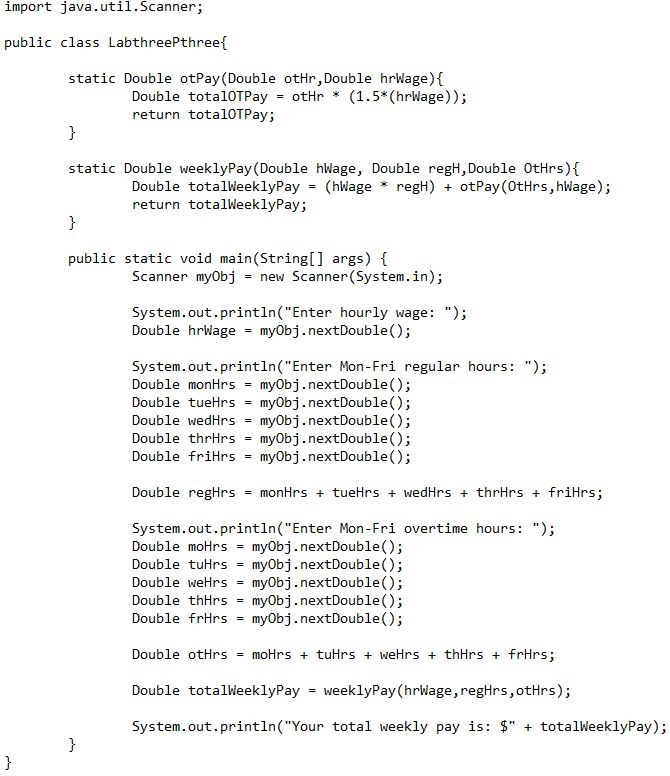 import java.util.Scanner;
public class LabthreePthree{
static Double otPay(Double otHr,Double hrWage){
Double totalOTPay = otHr * (1.5*(hrWage));
return totalOTPay;
}
static Double weeklyPay(Double hWage, Double regH,Double OtHrs){
Double totalWeeklyPay = (hWage * regH) + otPay(OtHrs,hWage);
return totalWeeklyPay;
}
public static void main(String[] args) {
Scanner myObj = new Scanner(System.in);
System.out.println("Enter hourly wage: ");
Double hrWage = myObj.nextDouble();
System.out.println("Enter Mon-Fri regular hours: ");
Double monHrs = myObj.nextDouble();
Double tueHrs = myObj.nextDouble();
Double wedHrs = myObj.nextDouble();
Double thrHrs = myObj.nextDouble();
Double friHrs = myObj.nextDouble();
Double regHrs = monHrs + tueHrs + wedHrs + thrHrs + friHrs;
System.out.println("Enter Mon-Fri overtime hours: ");
Double moHrs = myObj.nextDouble();
Double tuHrs = myObj.nextDouble();
Double weHrs = myObj.nextDouble();
Double thHrs = myObj.nextDouble();
Double frHrs = myObj.nextDouble();
Double otHrs = moHrs + tuHrs + weHrs + thHrs + frHrs;
Double totalWeeklyPay = weeklyPay(hrWage,regHrs,otHrs);
System.out.println("Your total weekly pay is: $" + totalWeeklyPay);
}
}